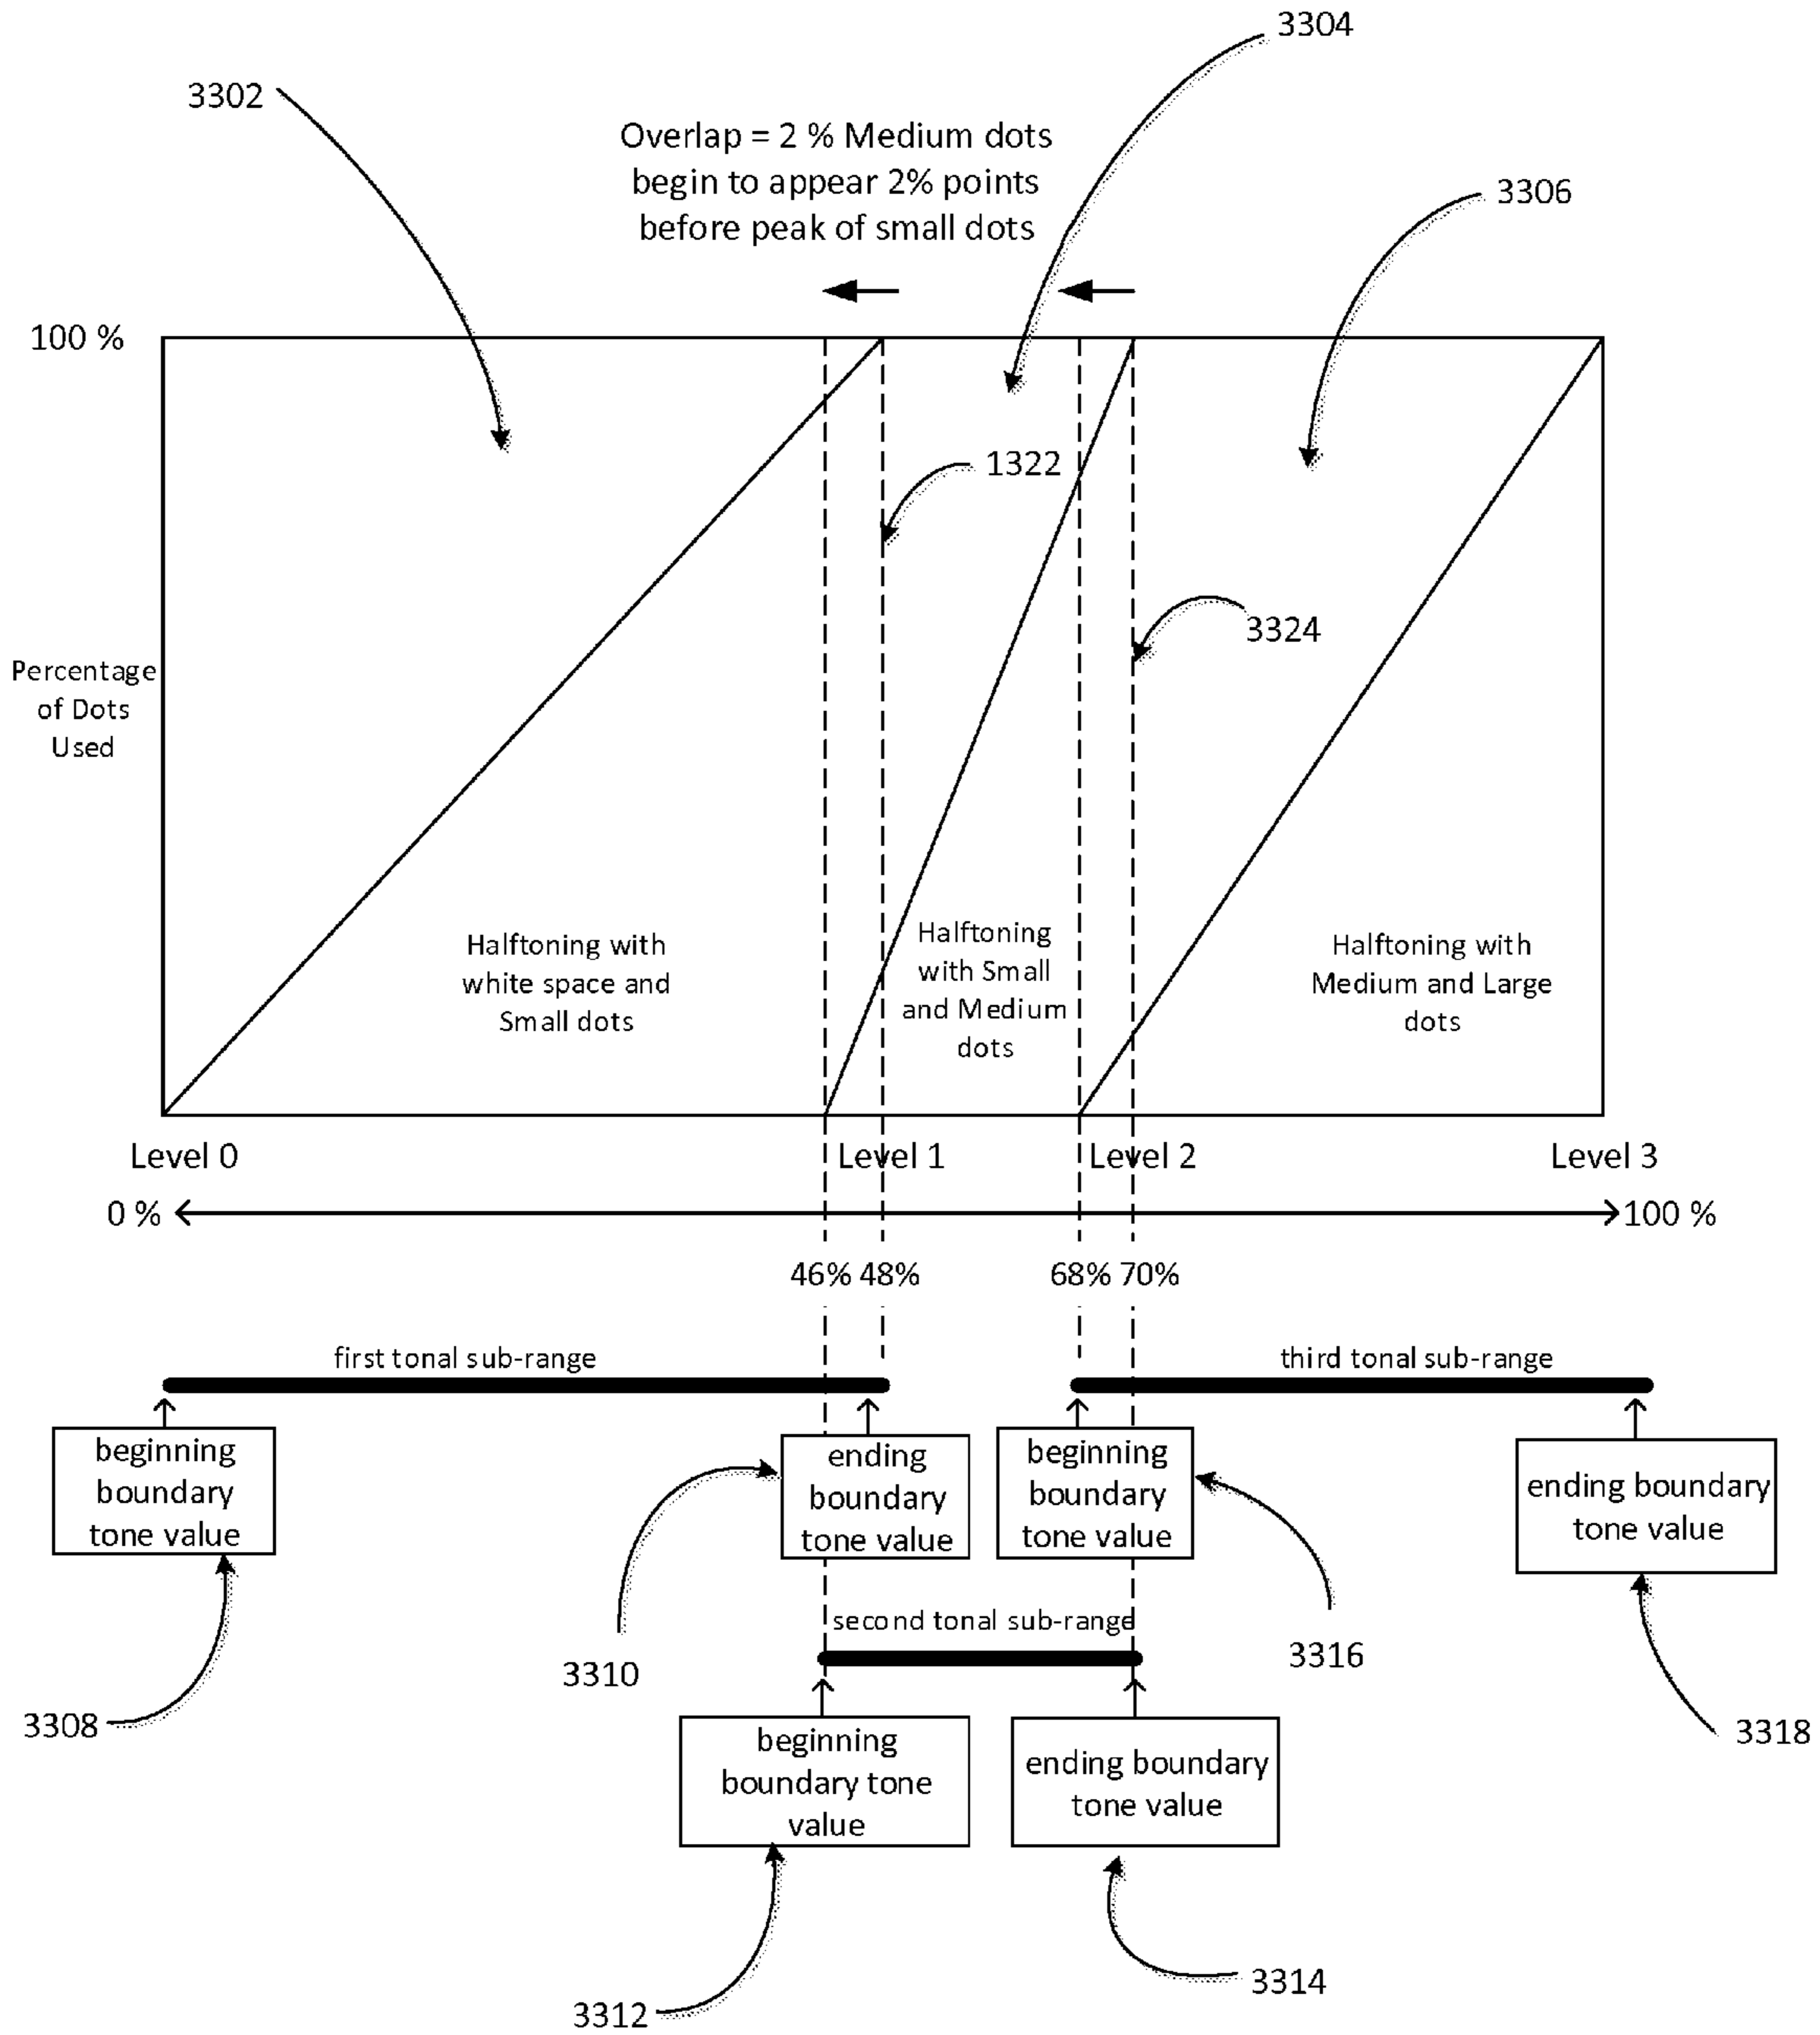 3304
3302
Overlap = 2 % Medium dots
begin to appear 2% points
before peak of small dots
3306
100 %
1322
3324
Percentage
of Dots
Used
Halftoning with
white space and
Small dots
Halftoning
with Small
and Medium
dots
Halftoning with
Medium and Large
dots
Level 0
Level 1
Level 2
Level 3
0 %
100 %
46% 48%
68% 70%
first tonal sub-range
third tonal sub-range
beginning
boundary
tone value
ending
boundary
tone value
beginning
boundary
tone value
ending boundary
tone value
second tonal sub-range
3310
3316
3308
3318
beginning
boundary tone
value
ending boundary
tone value
3314
3312